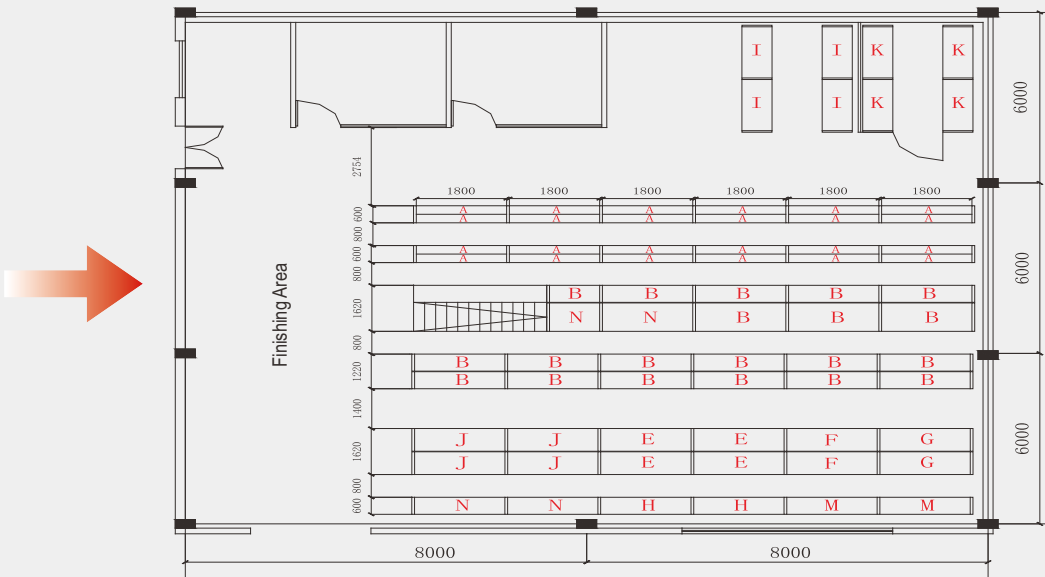 I I K K
I I K K
6000
2754
1800 1800 1800 1800 1800 1800
600 A A A A A A
A A A A A A
800
600 A A A A A A
A A A A A A
800
6000
Finishing Area
B B B B B
1620 N N B B B
800
B B B B B B
1220 B B B B B B
1400
6000
J J E E F G
1620 J J E E F G
800
600 N N H H M M
8000 8000